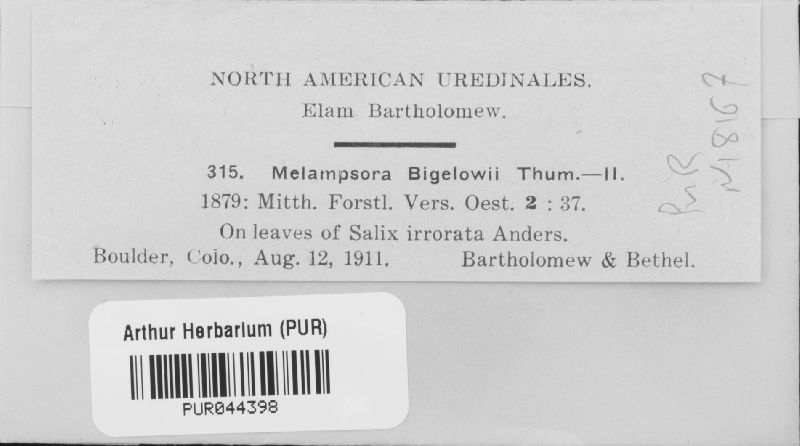 NORTH AMERICAN UREDINALES.
Elam Bartholomew.
315. Melampsora Bigelowii Thum.—II.
1879: Mitth. Forstl. Vers. Oest. 2 : 37.
On leaves of Salix irrorata Anders.
Boulder, Colo., Aug. 12, 1911. Bartholomew & Bethel.
PUR
N18167
Arthur Herbarium (PUR)
PUR044398